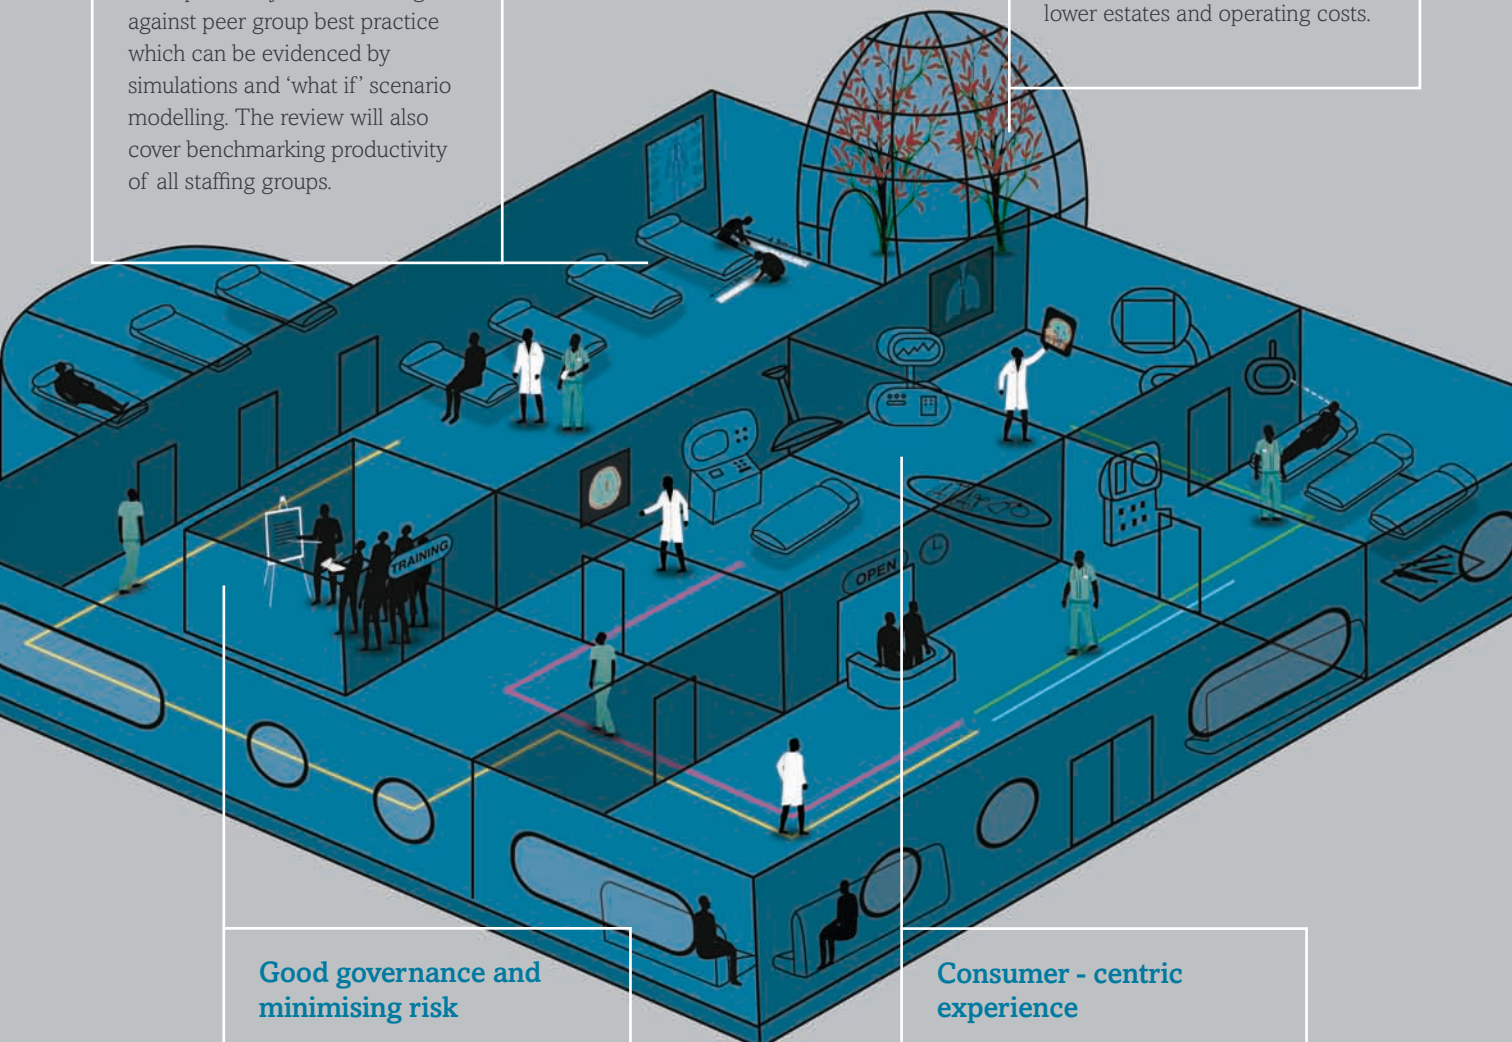 against peer group best practice
which can be evidenced by
simulations and ‘what if’ scenario
modelling. The review will also
cover benchmarking productivity
of all staffing groups.
lower estates and operating costs.
TRAINING
OPEN
Good governance and
minimising risk
Consumer - centric
experience